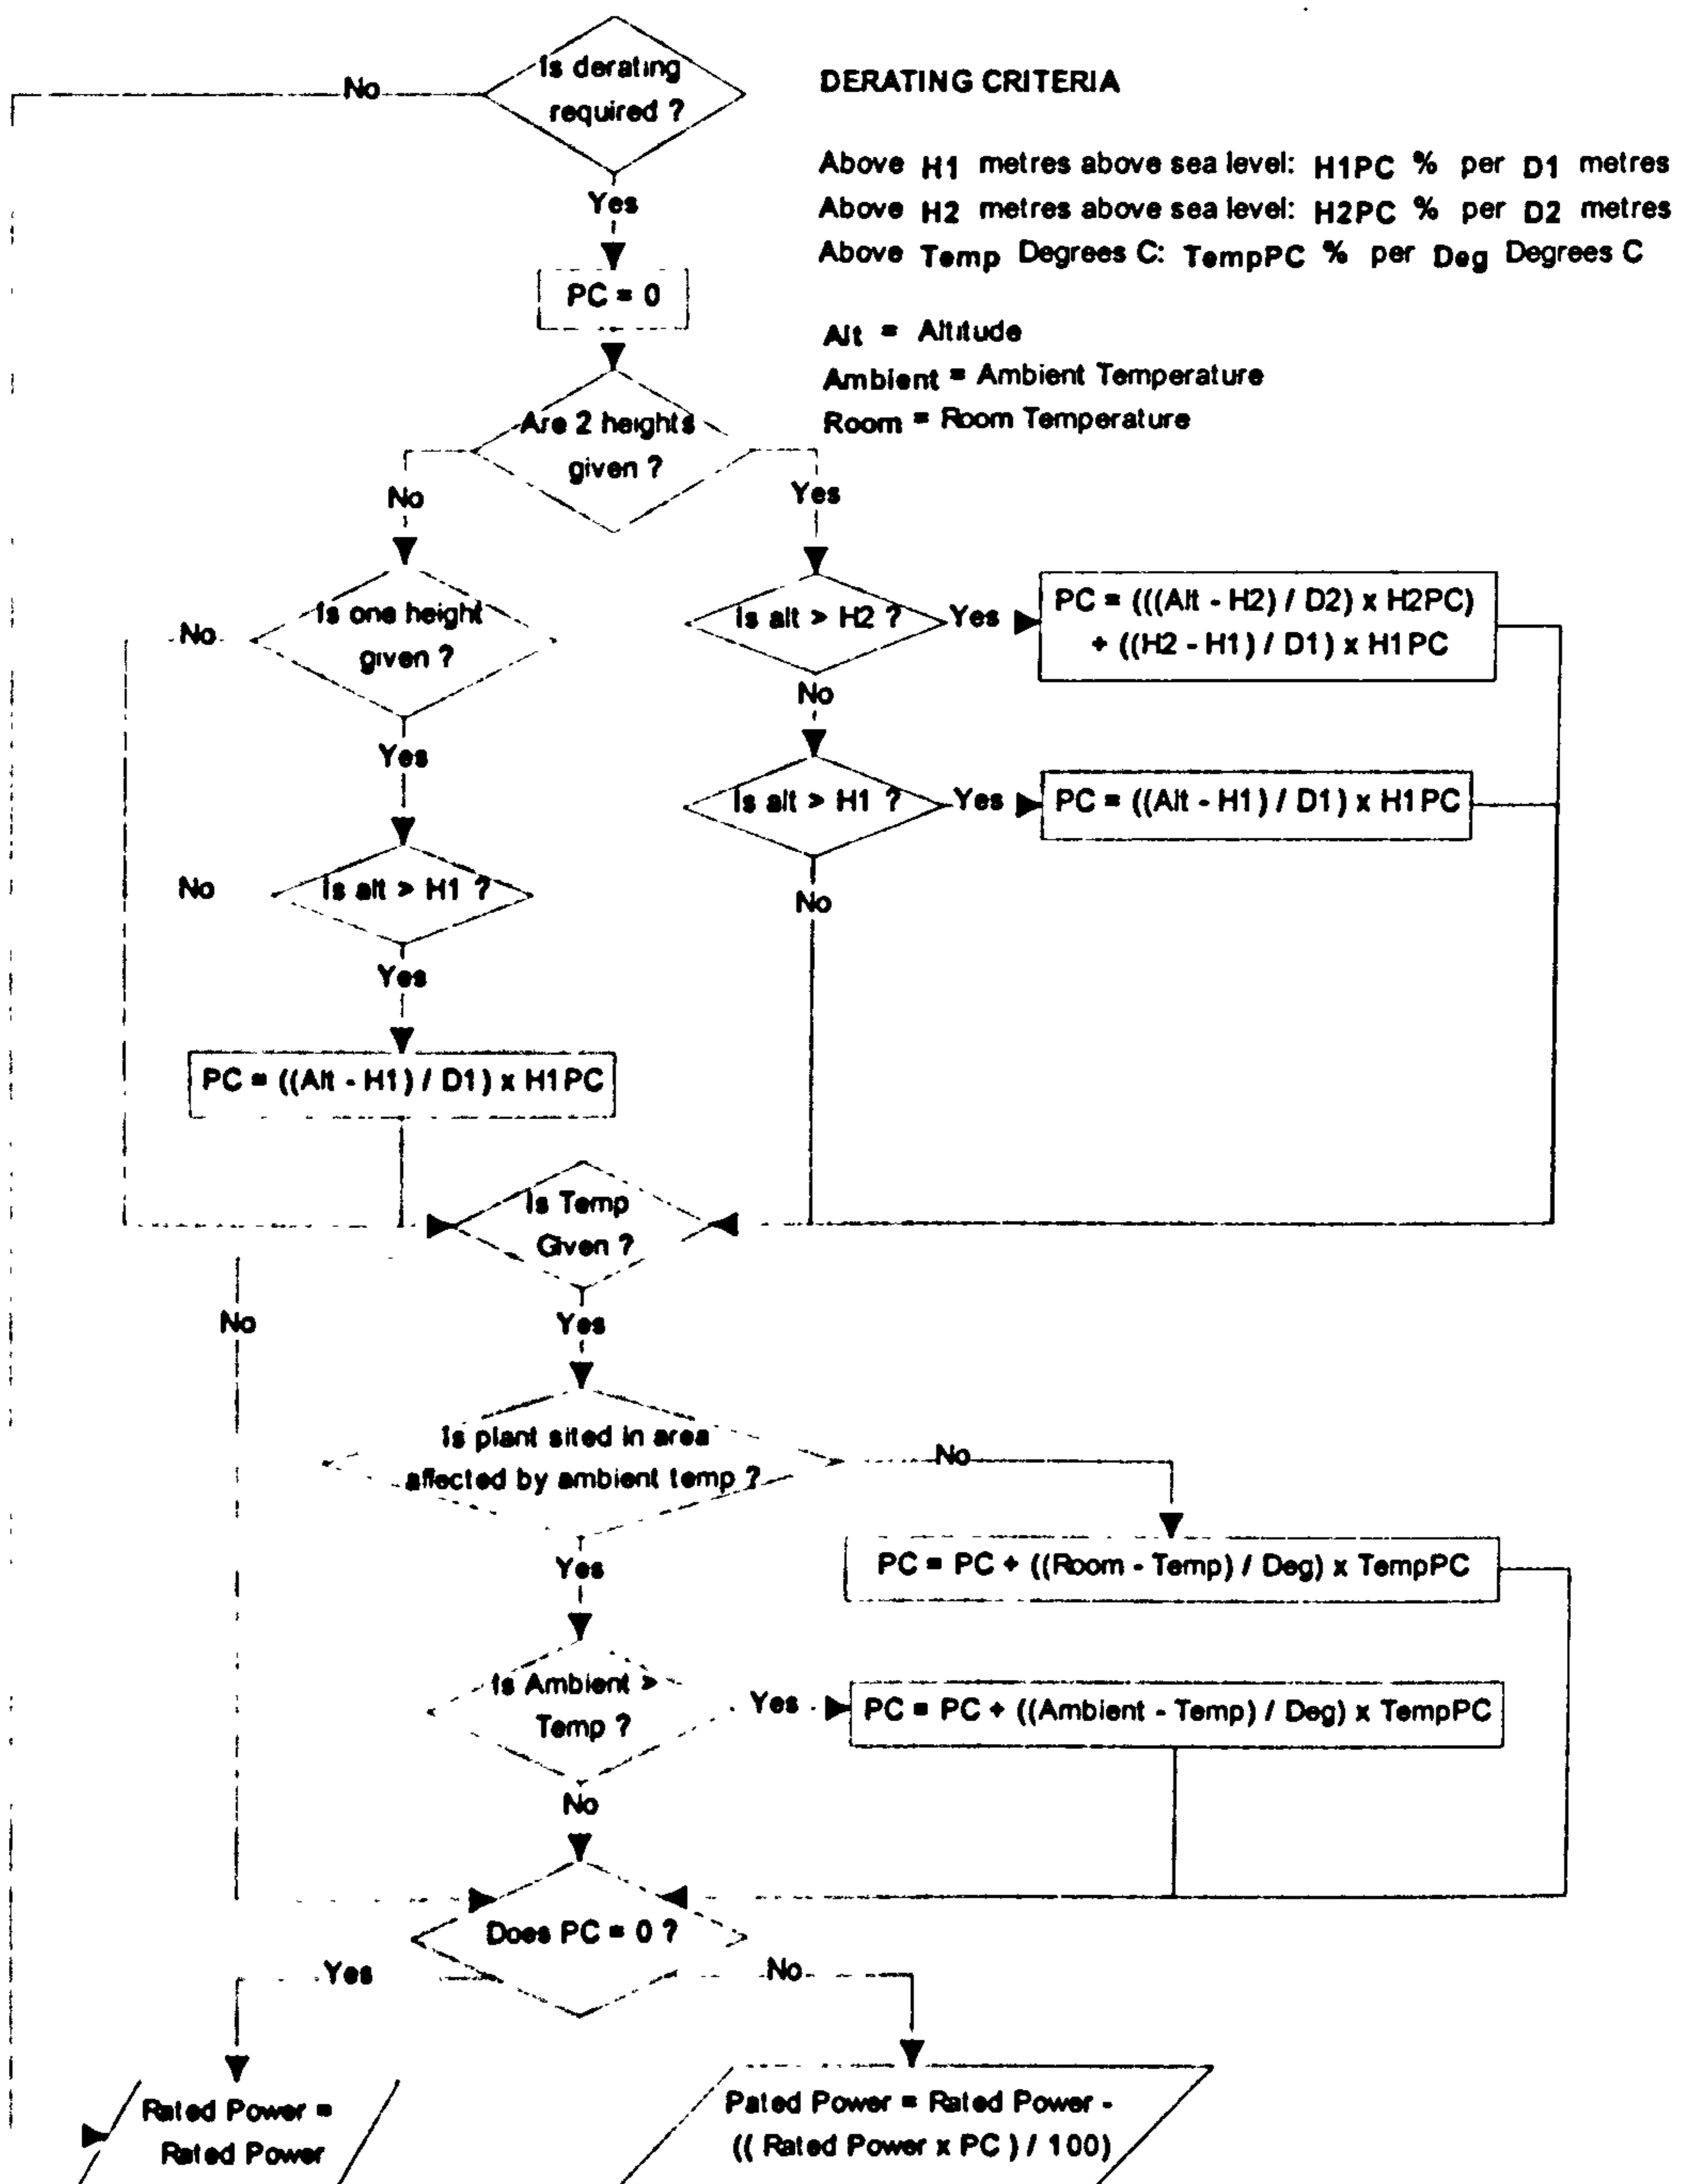 Is derating
required ?
No
Yes
DERATING CRITERIA
Above H1 metres above sea level: H1PC % per D1 metres
Above H2 metres above sea level: H2PC % per D2 metres
Above Temp Degrees C: TempPC % per Deg Degrees C
Alt = Altitude
Ambient = Ambient Temperature
Room = Room Temperature
PC = 0
Are 2 heights
given ?
No
Yes
Is one height
given ?
No
Yes
Is alt > H2 ?
Yes
PC = (((Alt - H2) / D2) x H2PC)
+ ((H2 - H1) / D1) x H1PC
No
Is alt > H1 ?
Yes
PC = ((Alt - H1) / D1) x H1PC
No
Is alt > H1 ?
No
Yes
PC = ((Alt - H1) / D1) x H1PC
Is Temp
Given ?
No
Yes
Is plant sited in area
affected by ambient temp ?
No
PC = PC + ((Room - Temp) / Deg) x TempPC
Yes
Is Ambient >
Temp ?
Yes
PC = PC + ((Ambient - Temp) / Deg) x TempPC
No
Does PC = 0 ?
Yes
No
Rated Power =
Rated Power
Pated Power = Rated Power -
(( Rated Power x PC ) / 100)